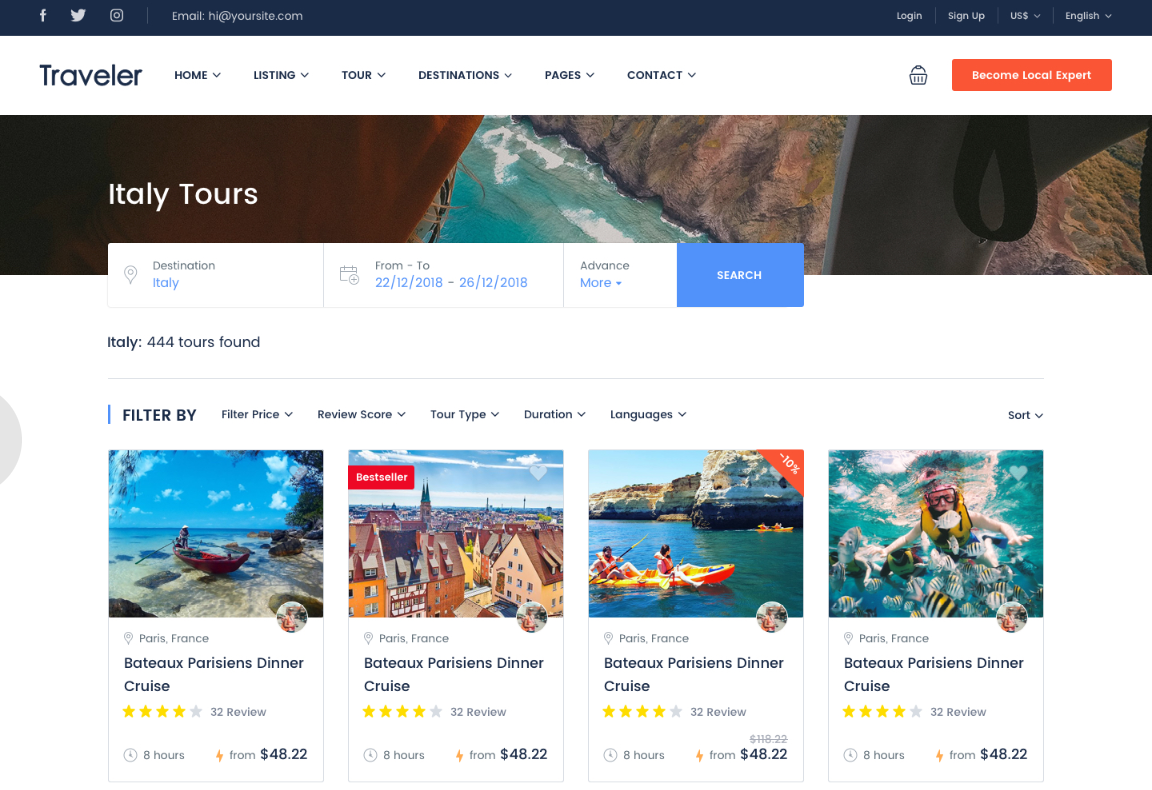 Email: hi@yoursite.com
Login
Sign Up
US$
English
Traveler
HOME
LISTING
TOUR
DESTINATIONS
PAGES
CONTACT
Become Local Expert
Italy Tours
Destination
Italy
From - To
22/12/2018 - 26/12/2018
Advance
More
SEARCH
Italy: 444 tours found
FILTER BY
Filter Price
Review Score
Tour Type
Duration
Languages
Sort
Paris, France
Bateaux Parisiens Dinner
Cruise
32 Review
8 hours
from $48.22
Bestseller
Paris, France
Bateaux Parisiens Dinner
Cruise
32 Review
8 hours
from $48.22
-10%
Paris, France
Bateaux Parisiens Dinner
Cruise
32 Review
$118.22
8 hours
from $48.22
Paris, France
Bateaux Parisiens Dinner
Cruise
32 Review
8 hours
from $48.22